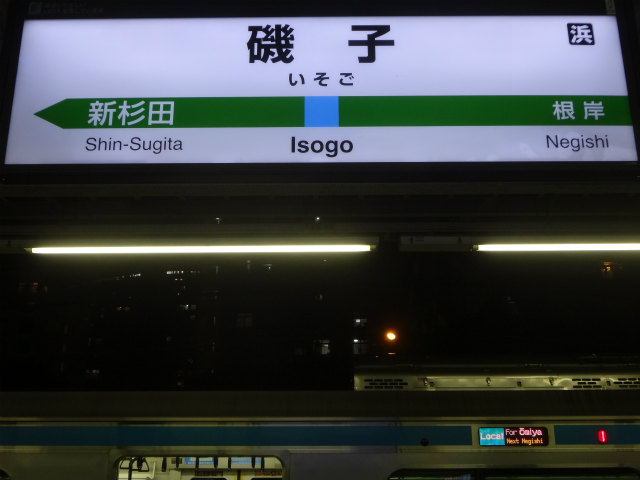 浜
磯子
いそご
新杉田 根岸
Shin-Sugita Isogo Negishi
Local For Ōmiya
Next Negishi
1